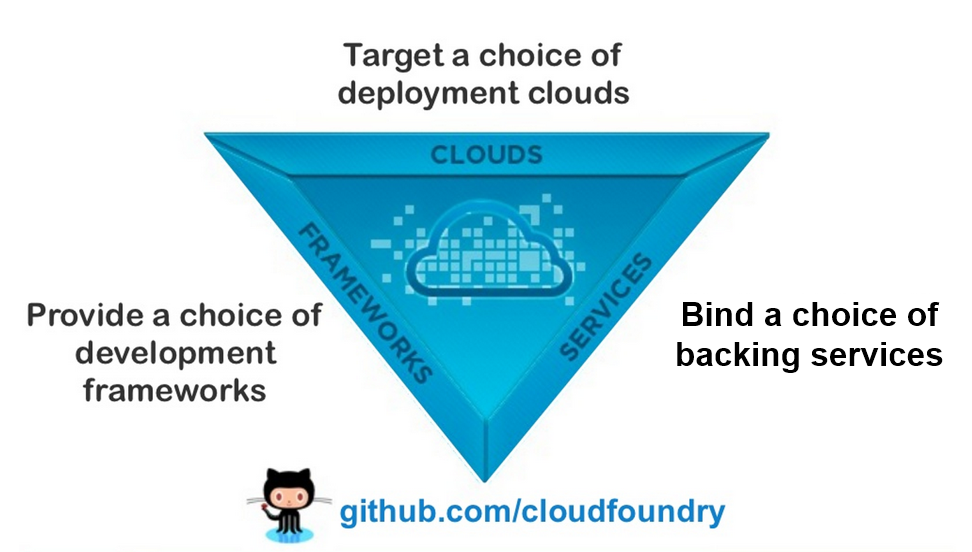 Target a choice of
deployment clouds
CLOUDS
FRAMEWORKS
SERVICES
Provide a choice of
development
frameworks
Bind a choice of
backing services
github.com/cloudfoundry